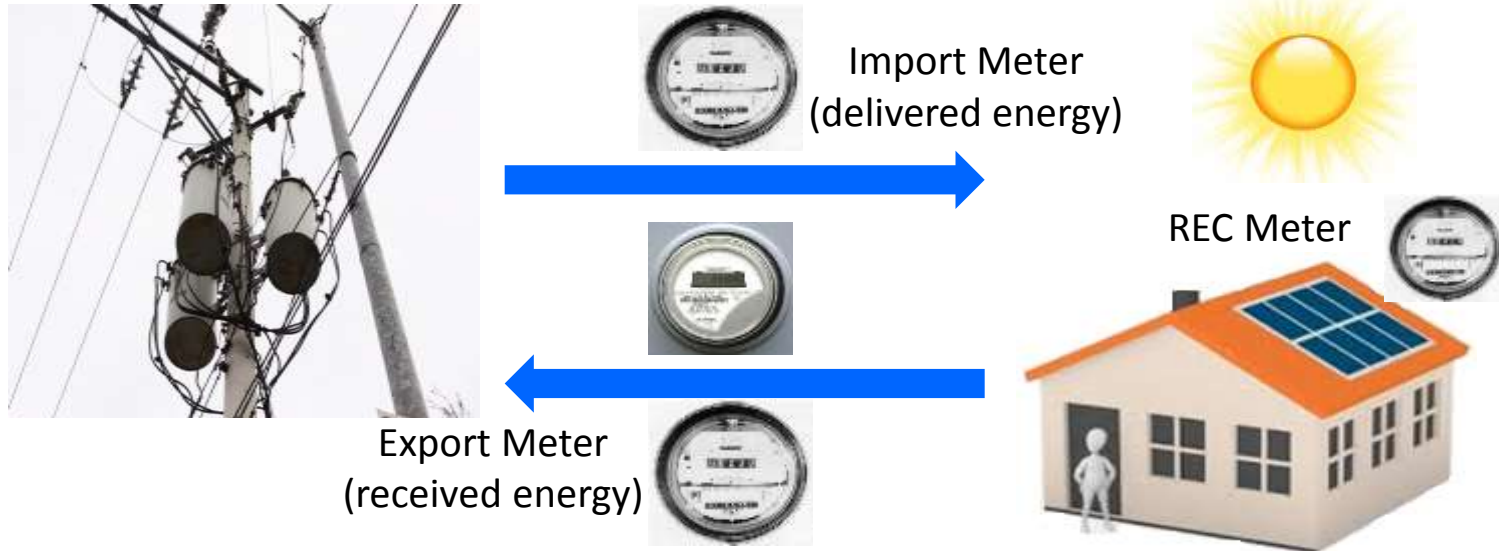 Import Meter
(delivered energy)
REC Meter
Export Meter
(received energy)